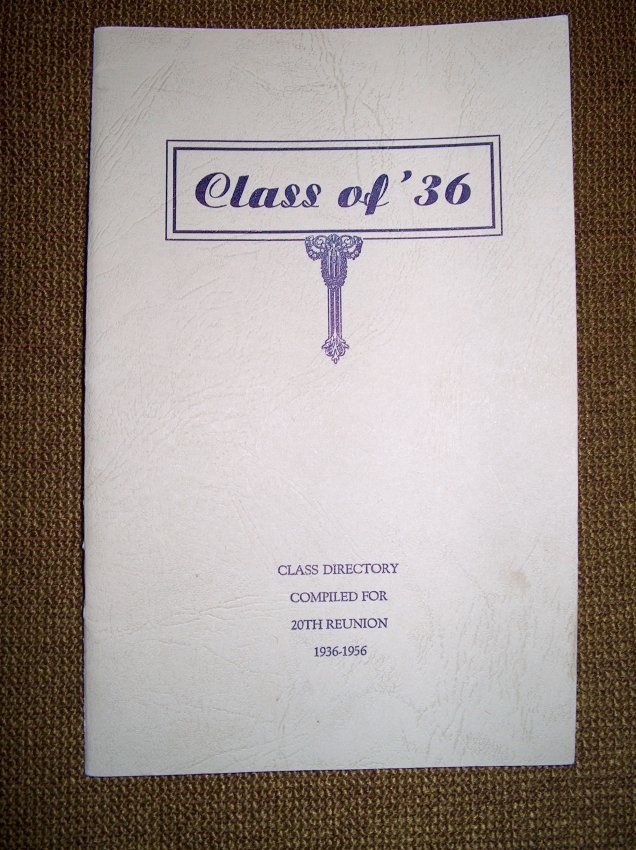 Class of '36
CLASS DIRECTORY
COMPILED FOR
20TH REUNION
1936-1956